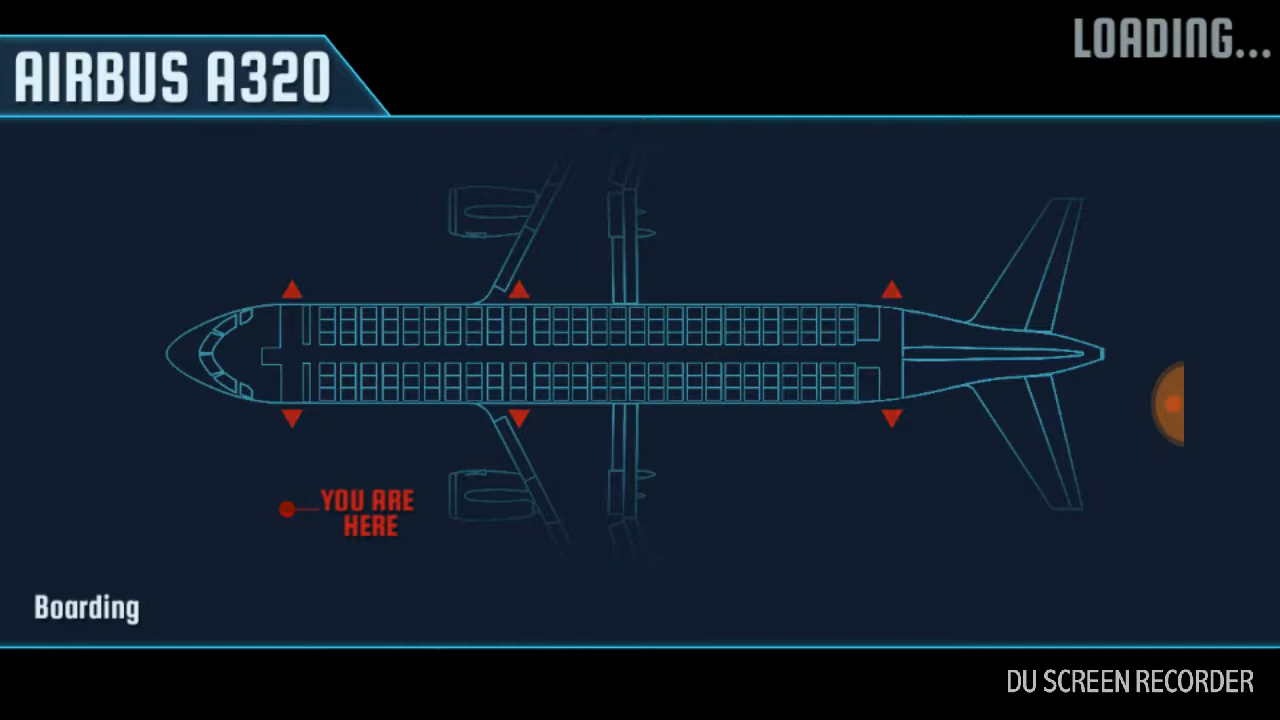 LOADING...
AIRBUS A320
YOU ARE
HERE
Boarding
DU SCREEN RECORDER